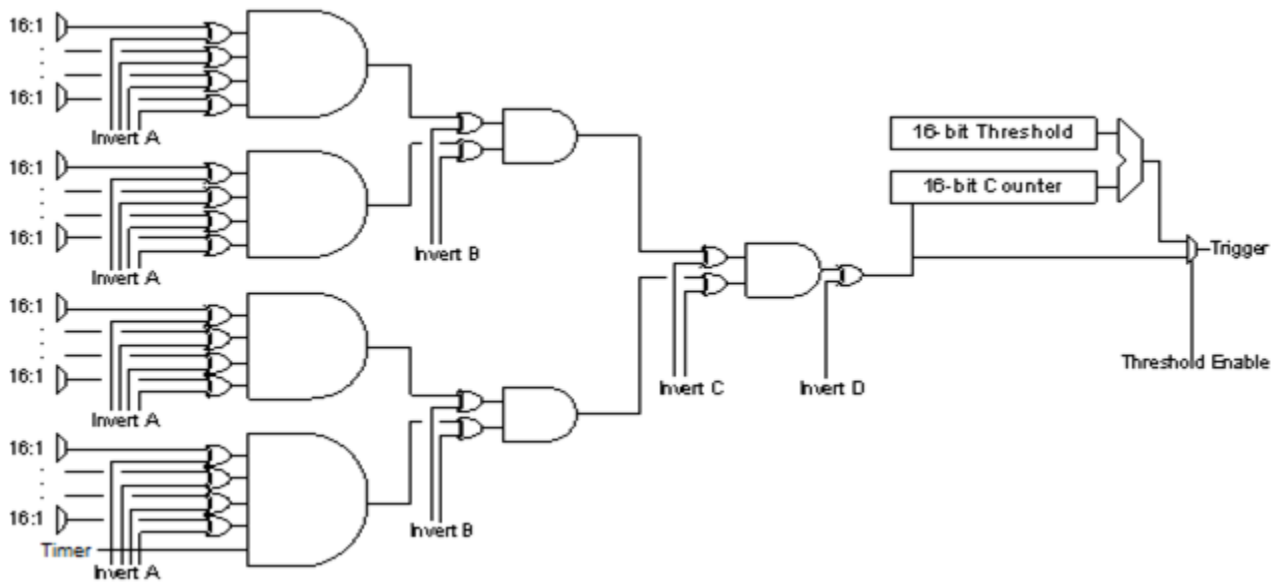 16:1
16:1
Invert A
16:1
16:1
Invert A
Invert B
16-bit Threshold
16-bit Counter
Trigger
16:1
16:1
Invert A
Invert C
Invert D
Threshold Enable
16:1
16:1
Invert B
Timer
Invert A